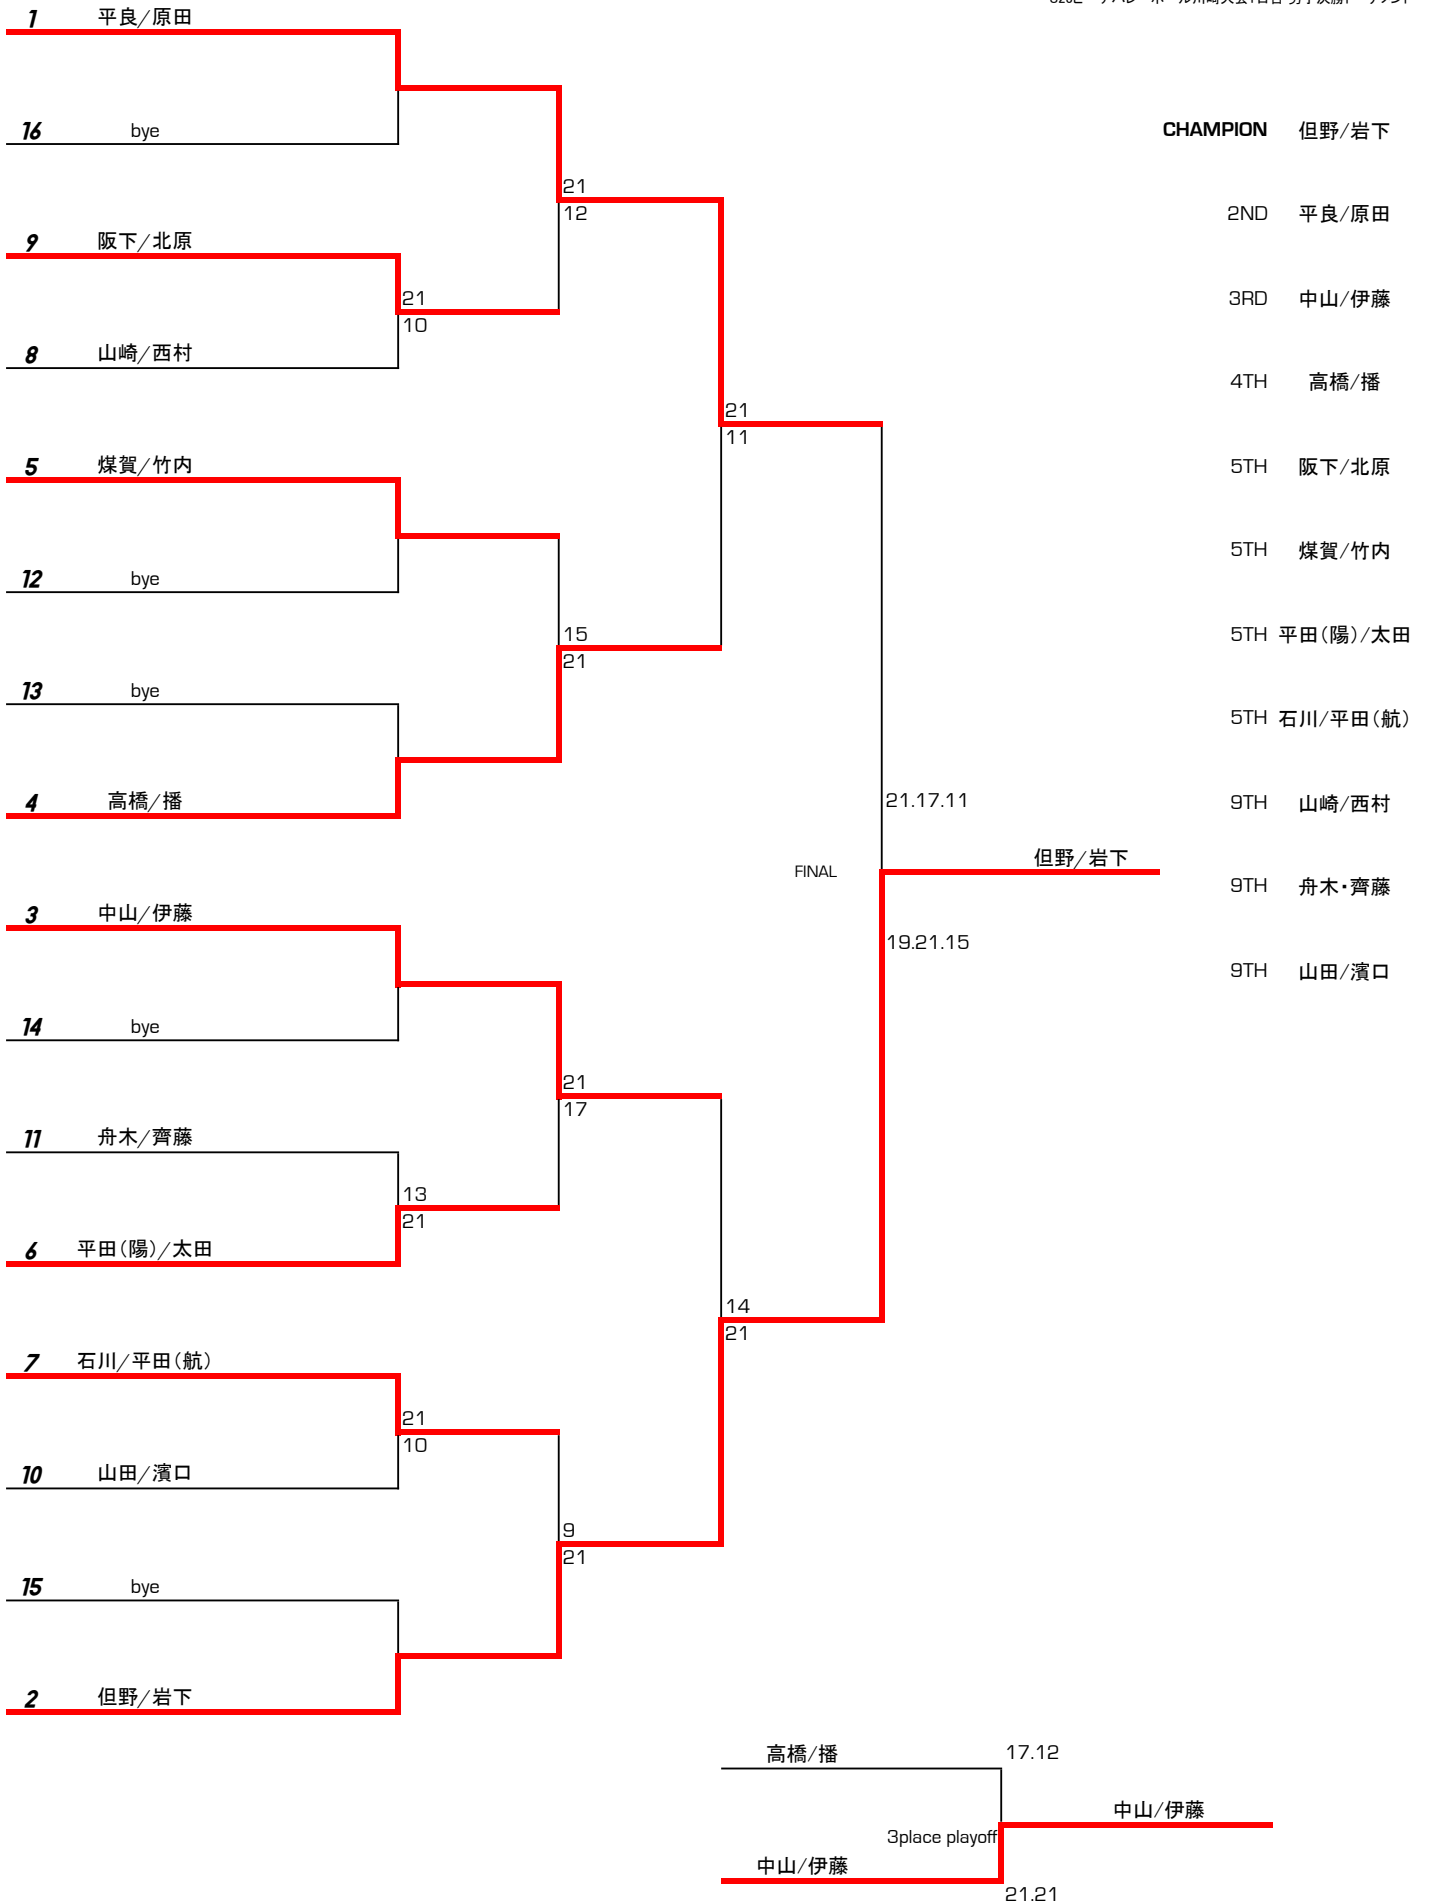 1 平良/原田
16 bye
CHAMPION 但野/岩下
21
12
2ND 平良/原田
9 阪下/北原
21
10
3RD 中山/伊藤
8 山崎/西村
4TH 高橋/播
21
11
5 煤賀/竹内
5TH 阪下/北原
5TH 煤賀/竹内
12 bye
15
21
5TH 平田(陽)/太田
13 bye
5TH 石川/平田(航)
4 高橋/播
21.17.11
9TH 山崎/西村
FINAL
但野/岩下
9TH 舟木・齊藤
3 中山/伊藤
19.21.15
9TH 山田/濱口
14 bye
21
17
11 舟木/齊藤
13
21
6 平田(陽)/太田
14
21
7 石川/平田(航)
21
10
10 山田/濱口
9
21
15 bye
2 但野/岩下
高橋/播 17.12
中山/伊藤
3place playoff
中山/伊藤
21.21